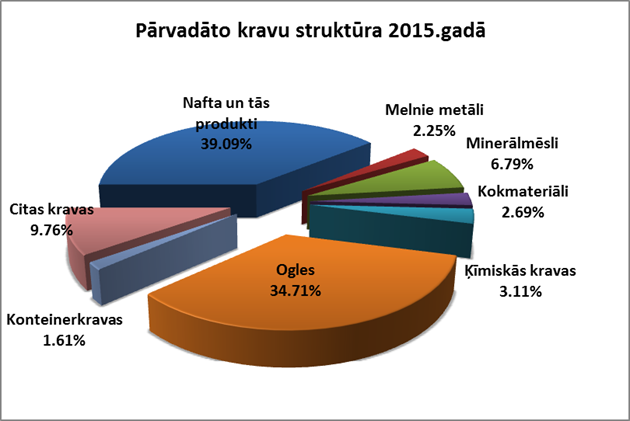 Pārvadāto kravu struktūra 2015.gadā
Nafta un tās
produkti
39.09%
Melnie metāli
2.25%
Minerālmēsli
6.79%
Kokmateriāli
2.69%
Ķīmiskās kravas
3.11%
Ogles
34.71%
Konteinerkravas
1.61%
Citas kravas
9.76%